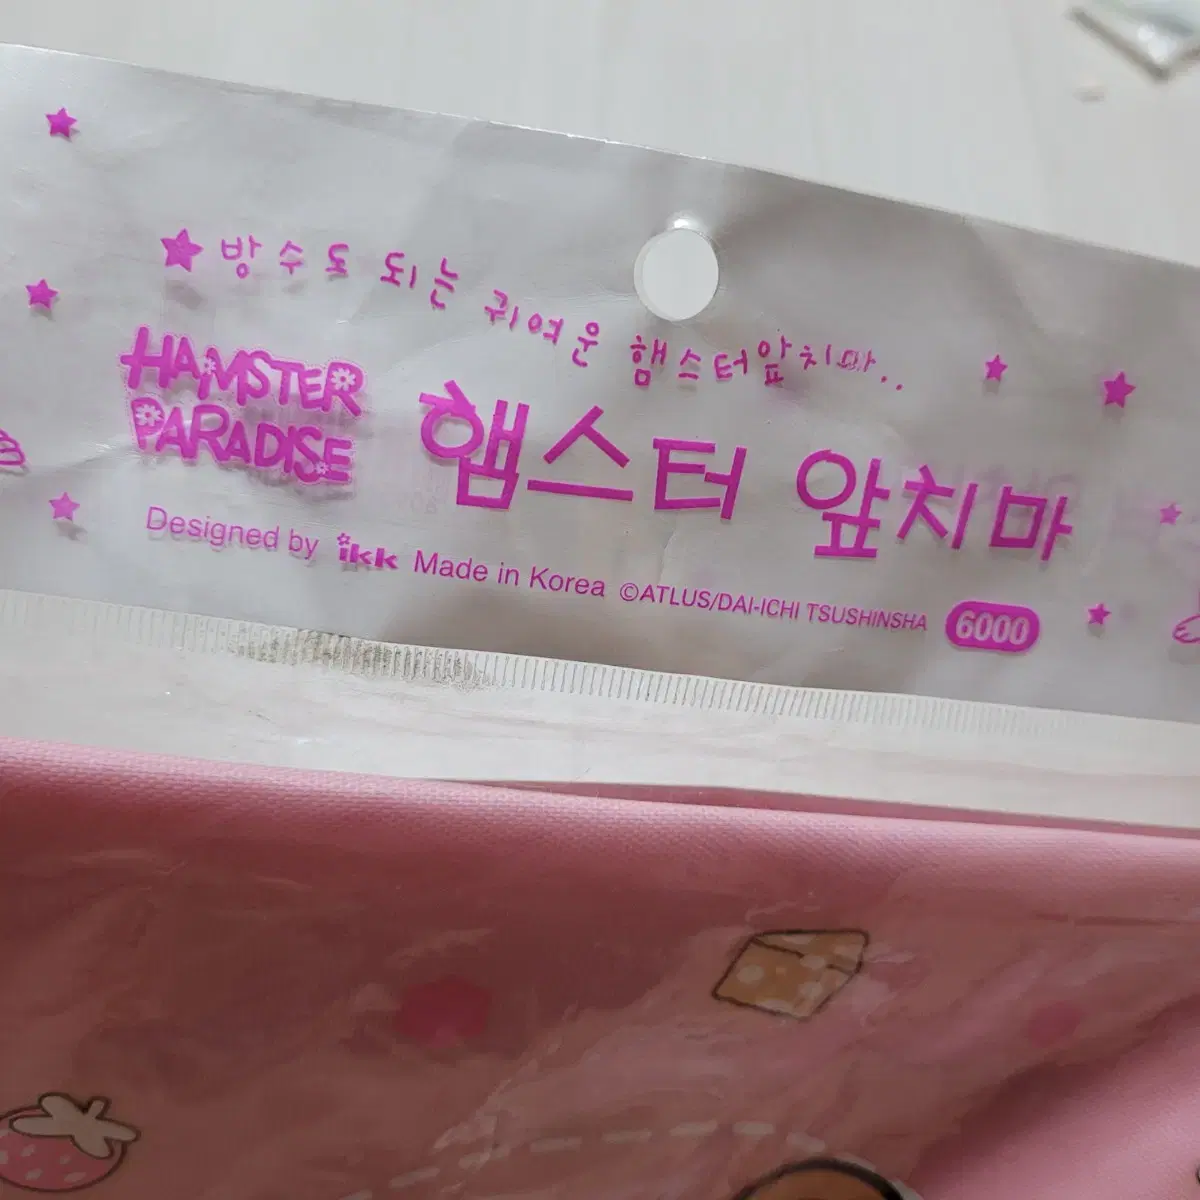 방수도 되는 귀여운 햄스터앞치마..
HAMSTER
PARADISE
햄스터 앞치마
Designed by ikk Made in Korea ©ATLUS/DAI-ICHI TSUSHINSHA 6000